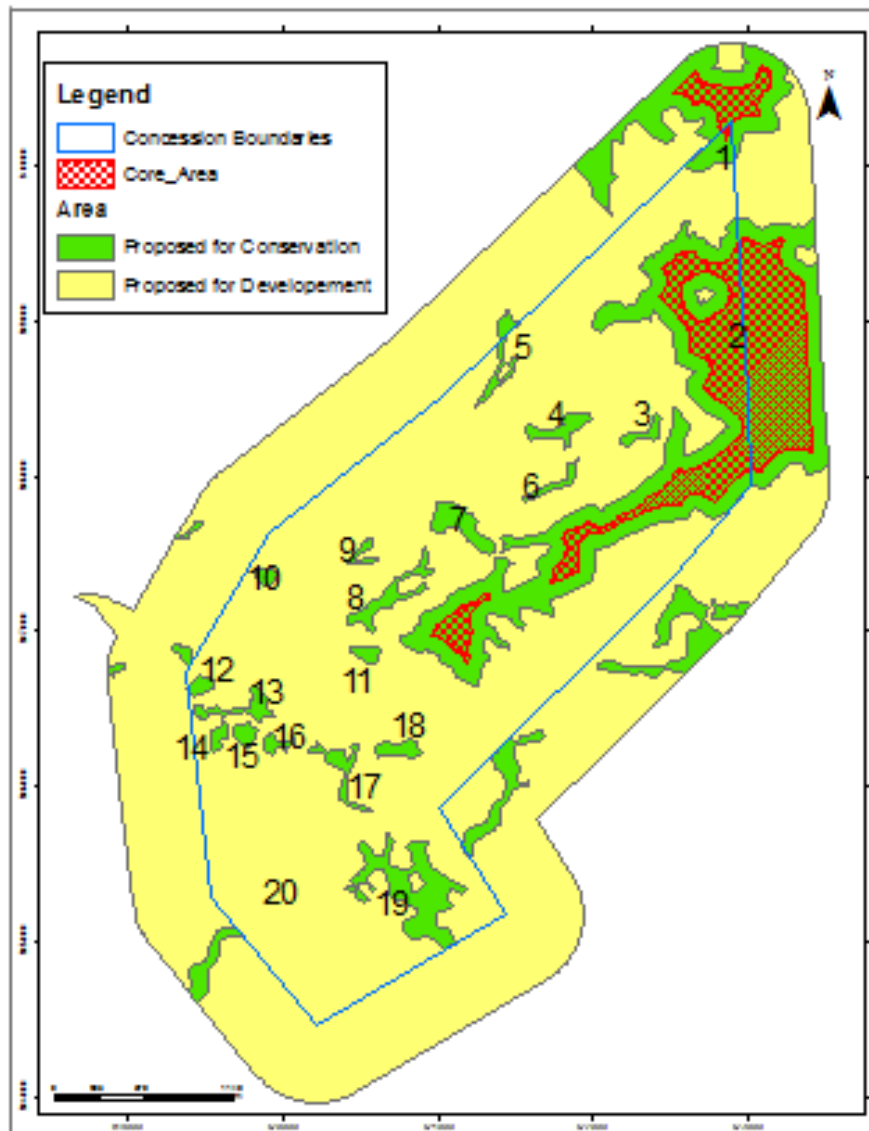 N
Legend
Concession Boundaries
Core_Area
Area
Proposed for Conservation
Proposed for Developement
1
2
5
4
3
6
7
9
10
8
11
12
13
18
14
15
16
17
20
19